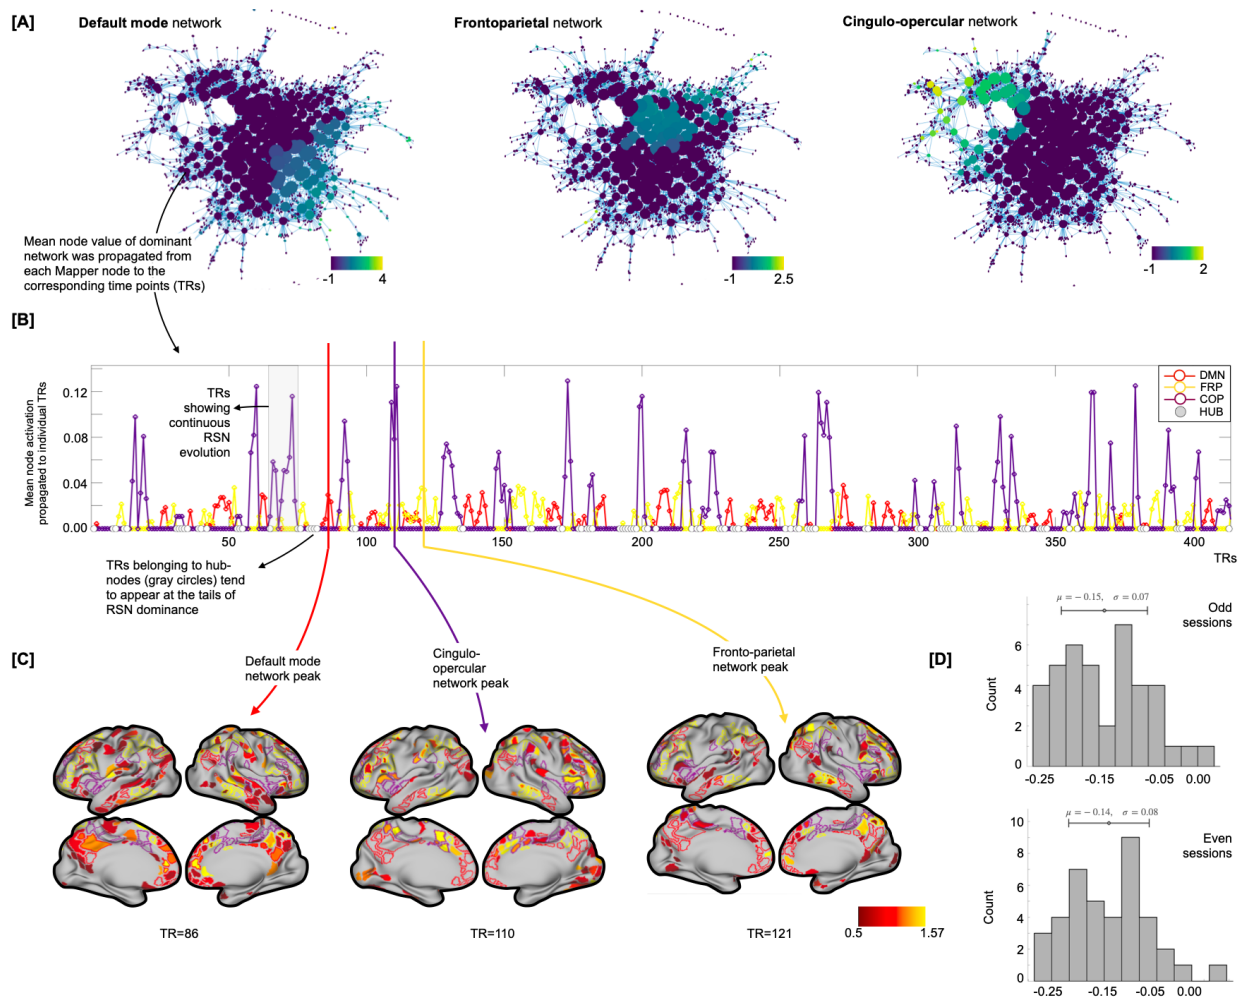 [A]
Default mode network
Frontoparietal network
Cingulo-opercular network
Mean node value of dominant
network was propagated from
each Mapper node to the
corresponding time points (TRs)
-1 4
-1 2.5
-1 2
[B]
Mean node activation
propagated to individual TRs
0.12
0.08
0.04
0.00
TRs
showing
continuous
RSN
evolution
DMN
FRP
COP
HUB
50 100 150 200 250 300 350 400
TRs
TRs belonging to hub-
nodes (gray circles) tend
to appear at the tails of
RSN dominance
[C]
Default mode
network peak
Cingulo-
opercular
network peak
Fronto-parietal
network peak
TR=86
TR=110
TR=121
0.5 1.57
[D]
μ = − 0.15, σ = 0.07
Odd
sessions
Count
6
4
2
0
-0.25 -0.15 -0.05 0.00
μ = − 0.14, σ = 0.08
Even
sessions
Count
10
8
6
4
2
0
-0.25 -0.15 -0.05 0.00